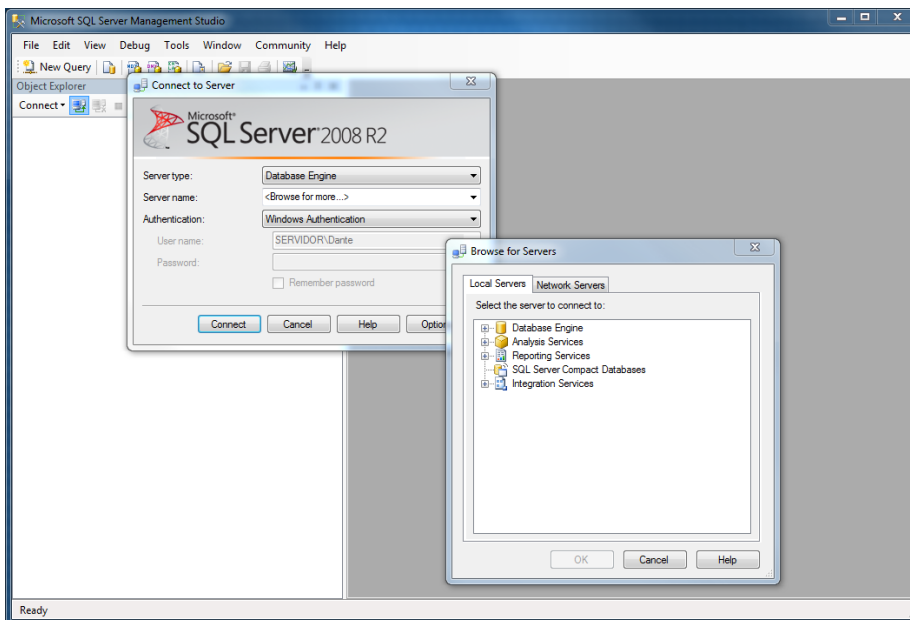 Microsoft SQL Server Management Studio
File Edit View Debug Tools Window Community Help
New Query
Object Explorer
Connect
Connect to Server
Microsoft®
SQL Server® 2008 R2
Server type: Database Engine
Server name: <Browse for more...>
Authentication: Windows Authentication
User name: SERVIDOR\Dante
Password:
Remember password
Connect Cancel Help Option
Browse for Servers
Local Servers Network Servers
Select the server to connect to:
Database Engine
Analysis Services
Reporting Services
SQL Server Compact Databases
Integration Services
OK Cancel Help
Ready